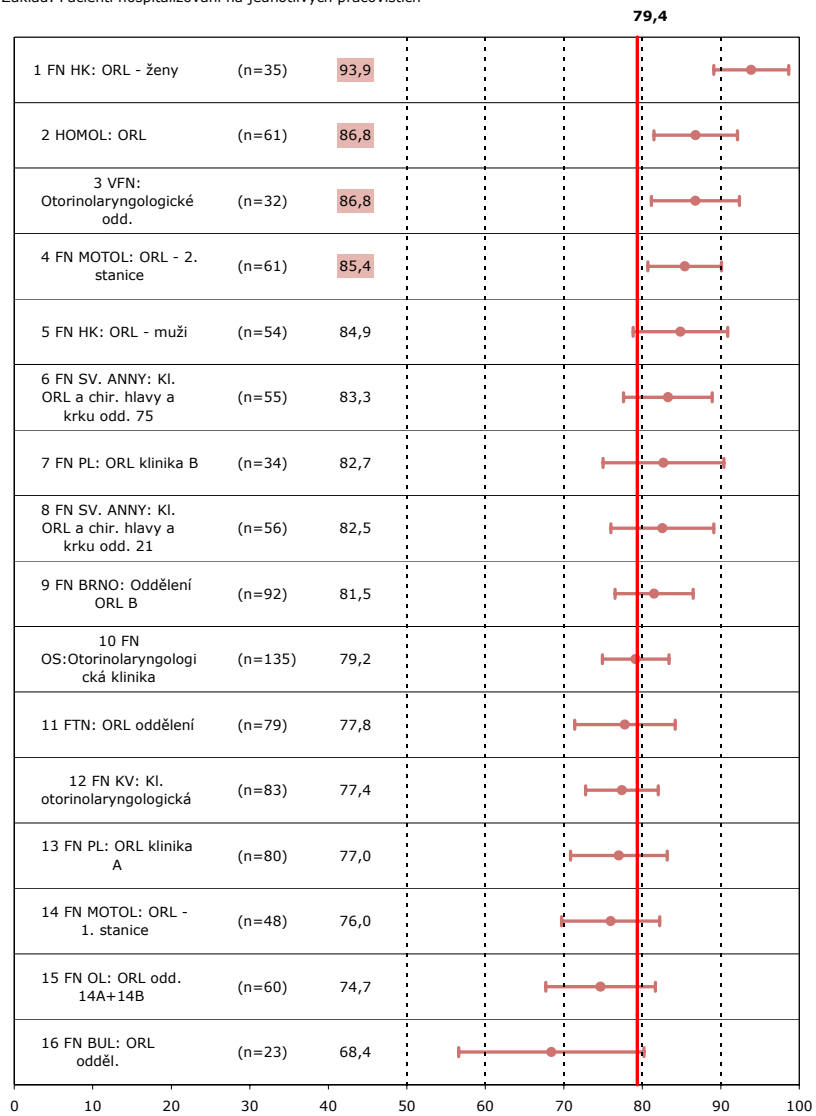 Základ: Pacienti hospitalizovaní na jednotlivých pracovištích
79,4
1 FN HK: ORL - ženy (n=35) 93,9
2 HOMOL: ORL (n=61) 86,8
3 VFN:
Otorinolaryngologické (n=32) 86,8
odd.
4 FN MOTOL: ORL - 2. (n=61) 85,4
stanice
5 FN HK: ORL - muži (n=54) 84,9
6 FN SV. ANNY: Kl.
ORL a chir. hlavy a (n=55) 83,3
krku odd. 75
7 FN PL: ORL klinika B (n=34) 82,7
8 FN SV. ANNY: Kl.
ORL a chir. hlavy a (n=56) 82,5
krku odd. 21
9 FN BRNO: Oddělení (n=92) 81,5
ORL B
10 FN
OS:Otorinolaryngologi (n=135) 79,2
cká klinika
11 FTN: ORL oddělení (n=79) 77,8
12 FN KV: Kl. (n=83) 77,4
otorinolaryngologická
13 FN PL: ORL klinika (n=80) 77,0
A
14 FN MOTOL: ORL - (n=48) 76,0
1. stanice
15 FN OL: ORL odd. (n=60) 74,7
14A+14B
16 FN BUL: ORL (n=23) 68,4
odděl.
0 10 20 30 40 50 60 70 80 90 100